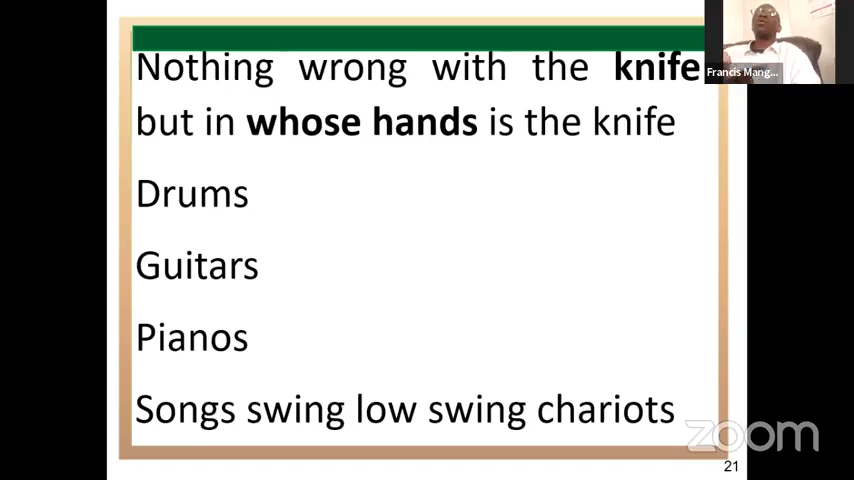 Nothing wrong with the knife
but in whose hands is the knife
Drums
Guitars
Pianos
Songs swing low swing chariots
Francis Mang...
zoom
21